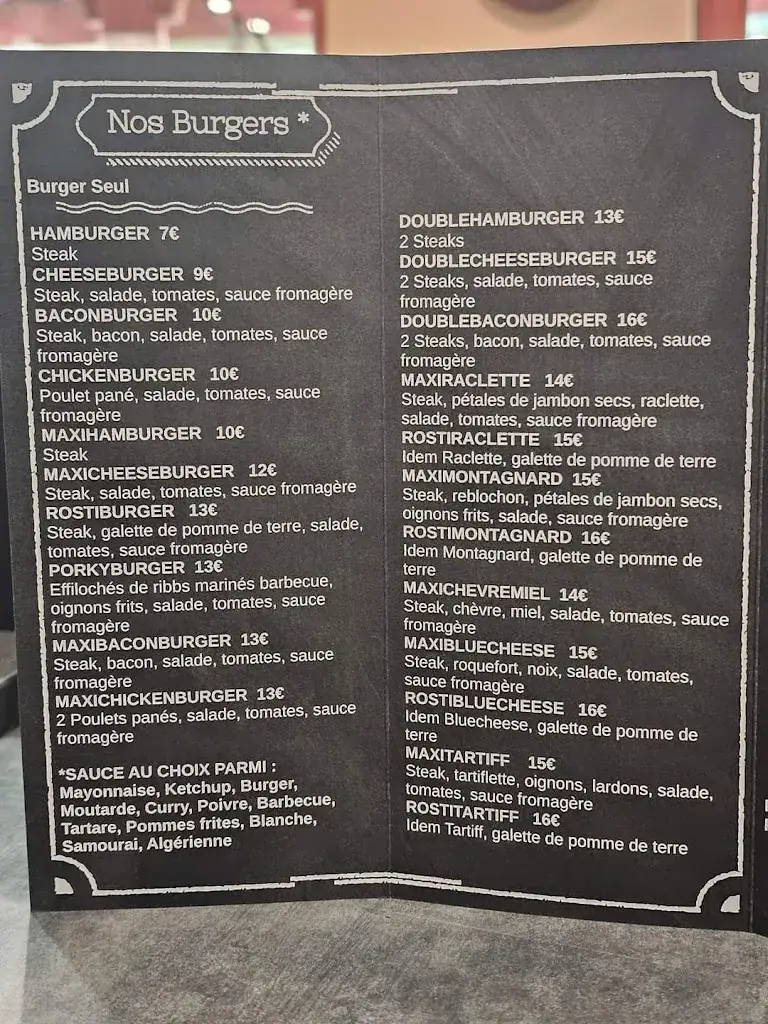 Nos Burgers *
Burger Seul
HAMBURGER 7€
Steak
CHEESEBURGER 9€
Steak, salade, tomates, sauce fromagère
BACONBURGER 10€
Steak, bacon, salade, tomates, sauce
fromagère
CHICKENBURGER 10€
Poulet pané, salade, tomates, sauce
fromagère
MAXIHAMBURGER 10€
Steak
MAXICHEESEBURGER 12€
Steak, salade, tomates, sauce fromagère
ROSTIBURGER 13€
Steak, galette de pomme de terre, salade,
tomates, sauce fromagère
PORKYBURGER 13€
Effilochés de ribbs marinés barbecue,
oignons frits, salade, tomates, sauce
fromagère
MAXIBACONBURGER 13€
Steak, bacon, salade, tomates, sauce
fromagère
MAXICHICKENBURGER 13€
2 Poulets panés, salade, tomates, sauce
fromagère
*SAUCE AU CHOIX PARMI :
Mayonnaise, Ketchup, Burger,
Moutarde, Curry, Poivre, Barbecue,
Tartare, Pommes frites, Blanche,
Samourai, Algérienne
DOUBLEHAMBURGER 13€
2 Steaks
DOUBLECHEESEBURGER 15€
2 Steaks, salade, tomates, sauce
fromagère
DOUBLEBACONBURGER 16€
2 Steaks, bacon, salade, tomates, sauce
fromagère
MAXIRACLETTE 14€
Steak, pétales de jambon secs, raclette,
salade, tomates, sauce fromagère
ROSTIRACLETTE 15€
Idem Raclette, galette de pomme de terre
MAXIMONTAGNARD 15€
Steak, reblochon, pétales de jambon secs,
oignons frits, salade, sauce fromagère
ROSTIMONTAGNARD 16€
Idem Montagnard, galette de pomme de
terre
MAXICHEVREMIEL 14€
Steak, chèvre, miel, salade, tomates, sauce
fromagère
MAXIBLUECHEESE 15€
Steak, roquefort, noix, salade, tomates,
sauce fromagère
ROSTIBLUECHEESE 16€
Idem Bluecheese, galette de pomme de
terre
MAXITARTIFF 15€
Steak, tartiflette, oignons, lardons, salade,
tomates, sauce fromagère
ROSTITARTIFF 16€
Idem Tartiff, galette de pomme de terre